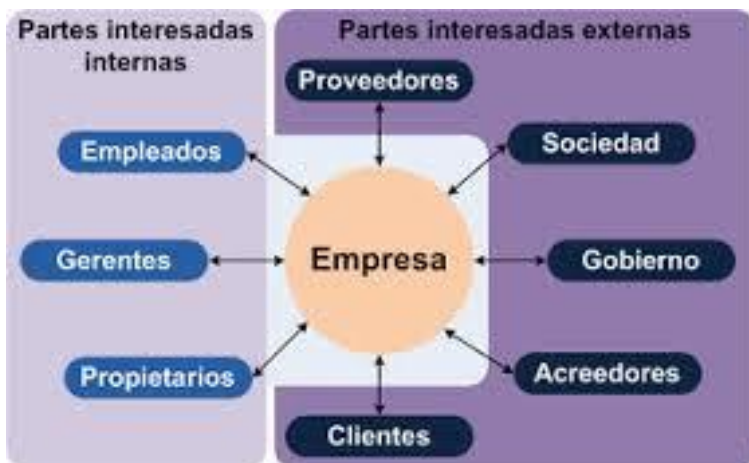 Partes interesadas
internas
Partes interesadas externas
Proveedores
Empleados
Sociedad
Gerentes
Empresa
Gobierno
Propietarios
Acreedores
Clientes